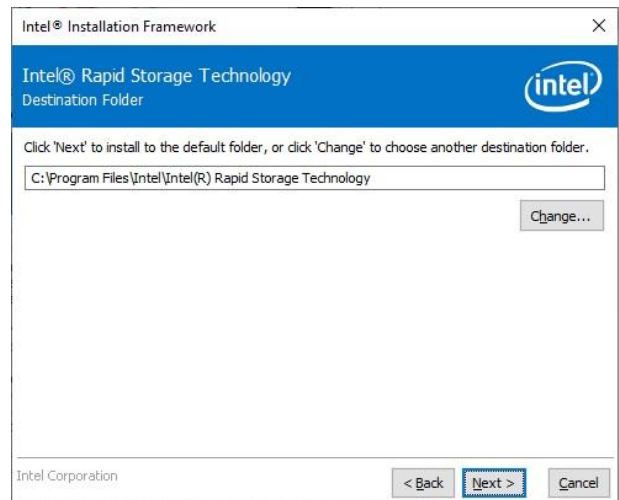 Intel® Installation Framework
Intel® Rapid Storage Technology
Destination Folder
intel
Click 'Next' to install to the default folder, or click 'Change' to choose another destination folder.
C:\Program Files\Intel\Intel(R) Rapid Storage Technology
Change...
Intel Corporation
< Back Next > Cancel